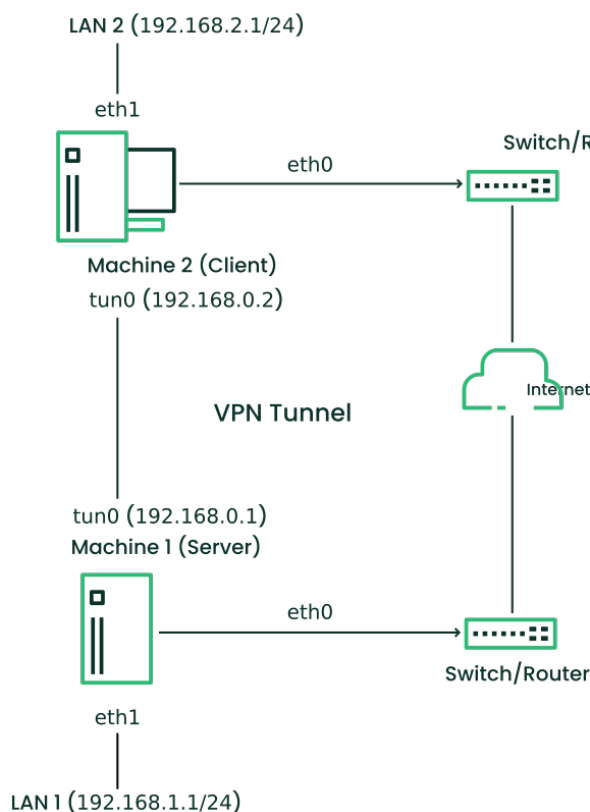 LAN 2 (192.168.2.1/24)
eth1
Switch/R
eth0
Machine 2 (Client)
tun0 (192.168.0.2)
Internet
VPN Tunnel
tun0 (192.168.0.1)
Machine 1 (Server)
eth0
Switch/Router
eth1
LAN 1 (192.168.1.1/24)